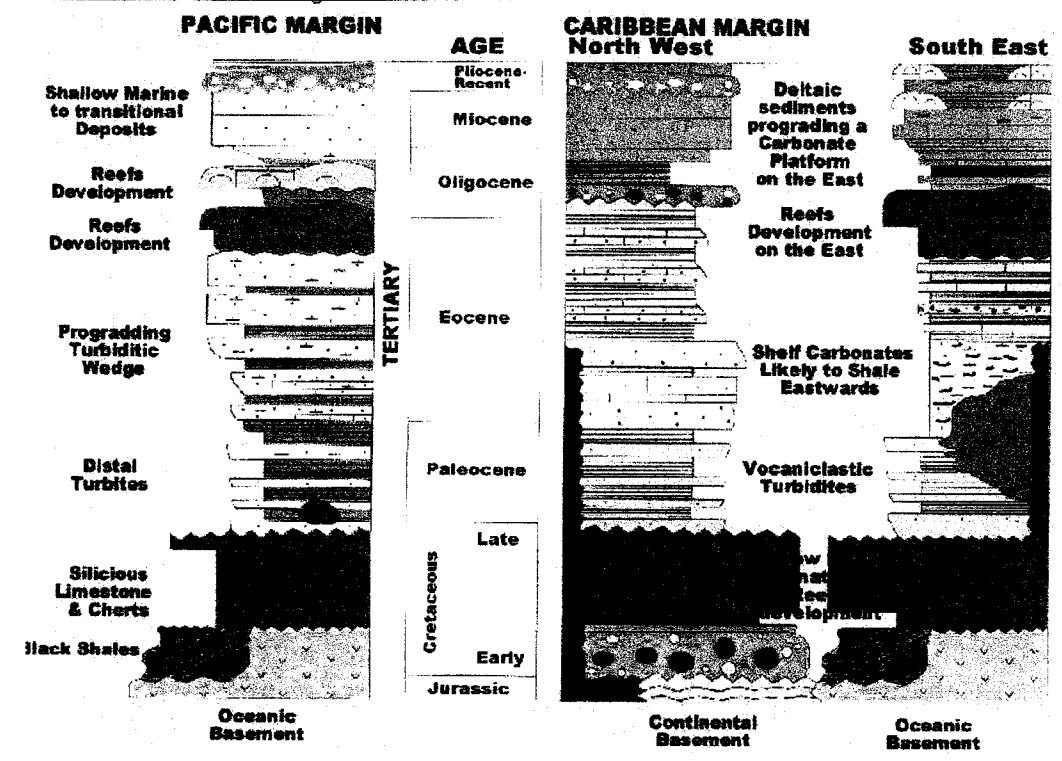 PACIFIC MARGIN
AGE
CARIBBEAN MARGIN
North West
South East
Shallow Marine
to transitional
Deposits
Reefs
Development
Reefs
Development
Progradding
Turbiditic
Wedge
Distal
Turbites
Silicious
Limestone
& Cherts
Black Shales
Oceanic
Basement
TERTIARY
Pliocene-
Recent
Miocene
Oligocene
Eocene
Paleocene
Cretaceous
Late
Early
Jurassic
Deltaic
sediments
prograding a
Carbonate
Platform
on the East
Reefs
Development
on the East
Shelf Carbonates
Likely to Shale
Eastwards
Vocaniclastic
Turbidites
Continental
Basement
Oceanic
Basement